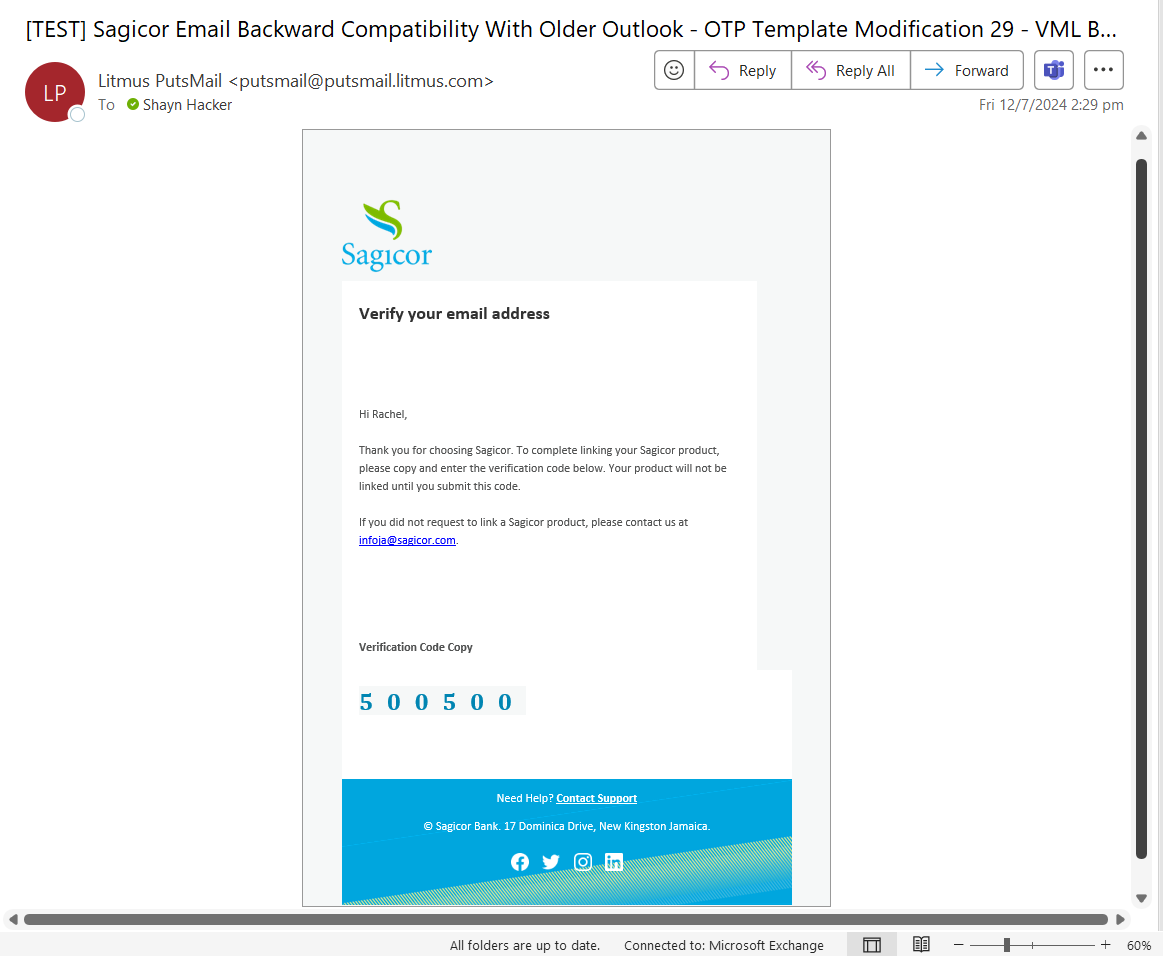 [TEST] Sagicor Email Backward Compatibility With Older Outlook - OTP Template Modification 29 - VML B...
LP
Litmus PutsMail <putsmail@putsmail.litmus.com>
To Shayn Hacker
Reply
Reply All
Forward
Fri 12/7/2024 2:29 pm
Sagicor
Verify your email address
Hi Rachel,
Thank you for choosing Sagicor. To complete linking your Sagicor product,
please copy and enter the verification code below. Your product will not be
linked until you submit this code.
If you did not request to link a Sagicor product, please contact us at
infoja@sagicor.com.
Verification Code Copy
5 0 0 5 0 0
Need Help? Contact Support
© Sagicor Bank. 17 Dominica Drive, New Kingston Jamaica.
All folders are up to date.
Connected to: Microsoft Exchange
60%